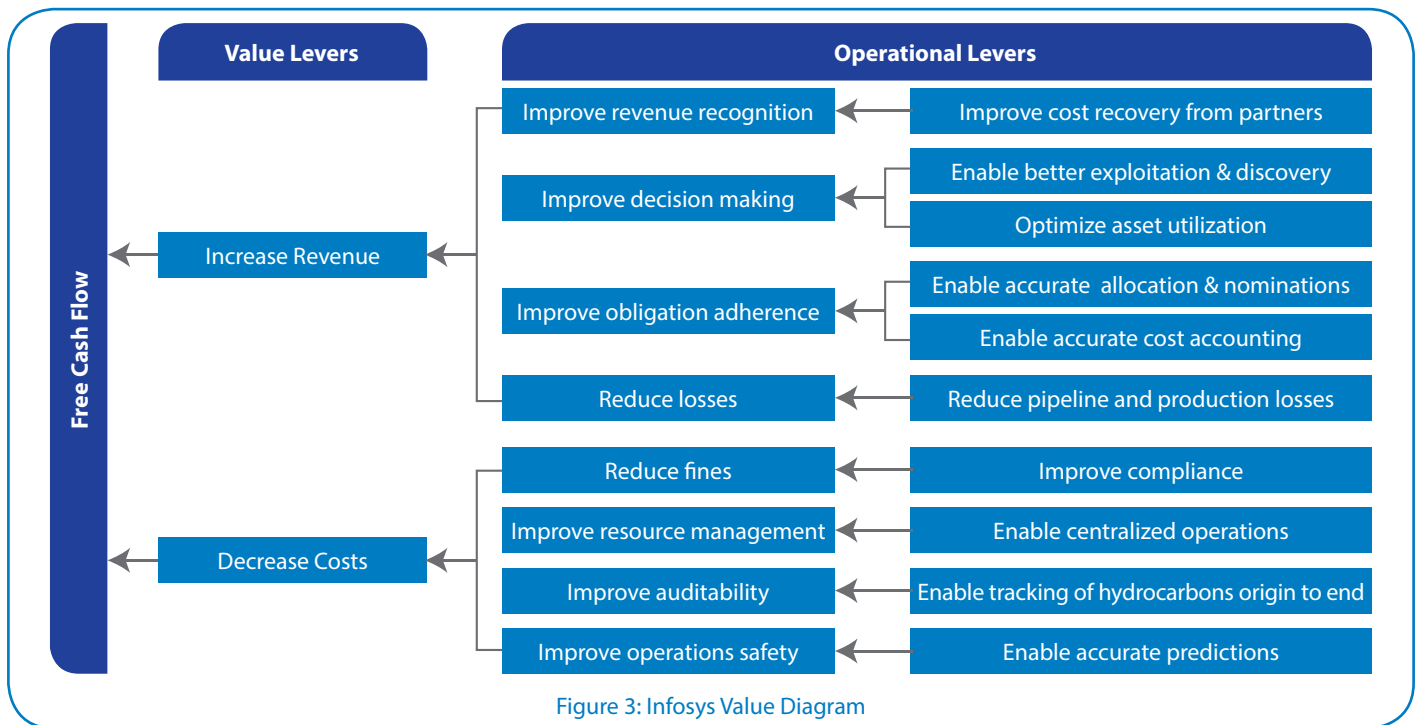 Value Levers
Operational Levers
Free Cash Flow
Increase Revenue
Improve revenue recognition
Improve cost recovery from partners
Improve decision making
Enable better exploitation & discovery
Optimize asset utilization
Improve obligation adherence
Enable accurate allocation & nominations
Enable accurate cost accounting
Reduce losses
Reduce pipeline and production losses
Decrease Costs
Reduce fines
Improve compliance
Improve resource management
Enable centralized operations
Improve auditability
Enable tracking of hydrocarbons origin to end
Improve operations safety
Enable accurate predictions
Figure 3: Infosys Value Diagram